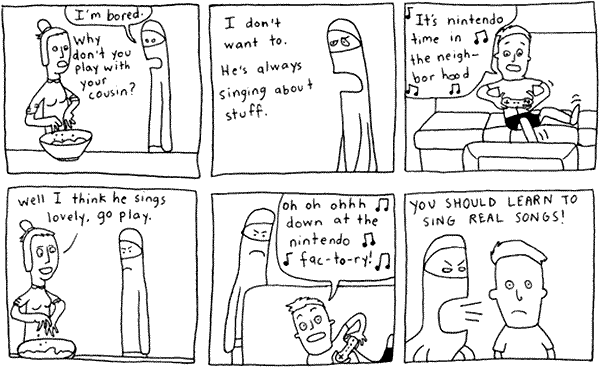 I'm bored.
Why
don't you
play with
your
cousin?
I don't
want to.
He's always
singing about
stuff.
It's nintendo
time in
the neigh-
bor hood
well I think he sings
lovely, go play.
oh oh ohhh
down at the
nintendo
fac-to-ry!
YOU SHOULD LEARN TO
SING REAL SONGS!